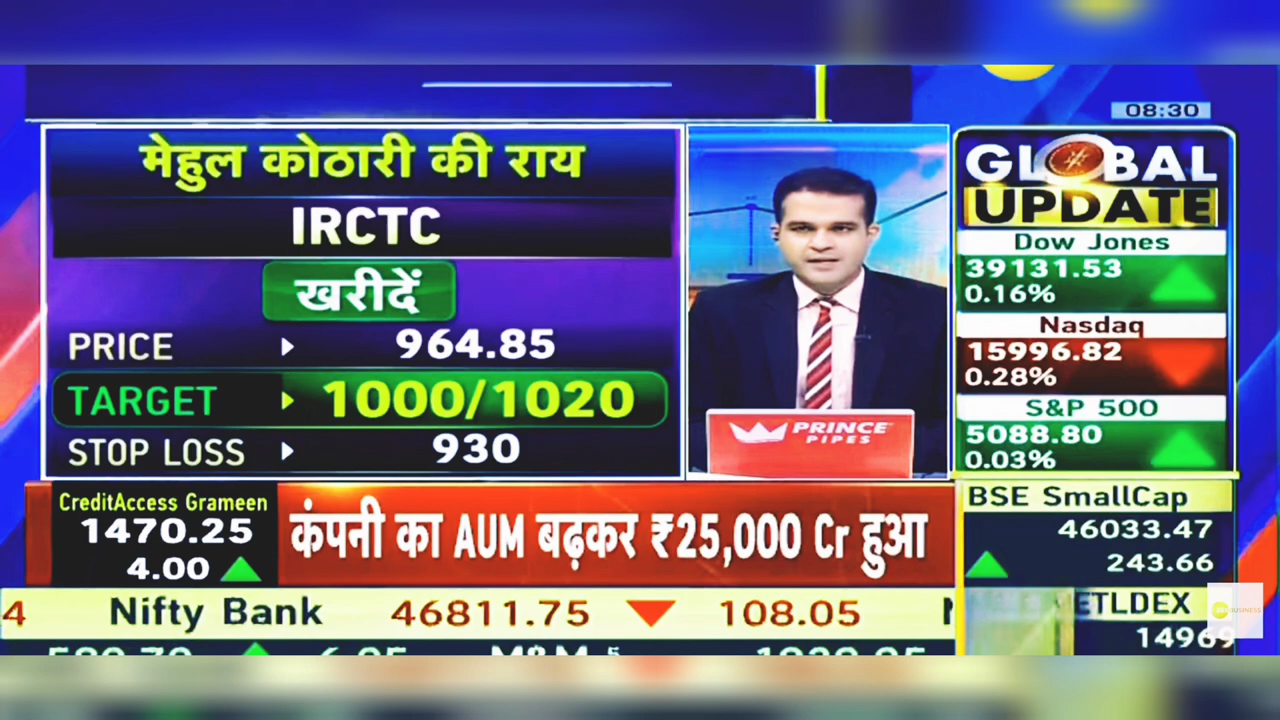 08:30
मेहुल कोठारी की राय
IRCTC
खरीदें
PRICE 964.85
TARGET 1000/1020
STOP LOSS 930
PRINCE
PIPES
GLOBAL
UPDATE
Dow Jones
39131.53
0.16%
Nasdaq
15996.82
0.28%
S&P 500
5088.80
0.03%
BSE SmallCap
46033.47
243.66
CreditAccess Grameen
1470.25
4.00
कंपनी का AUM बढ़कर ₹25,000 Cr हुआ
4 Nifty Bank 46811.75 108.05
ETLDEX
14969
BUSINESS
M&M